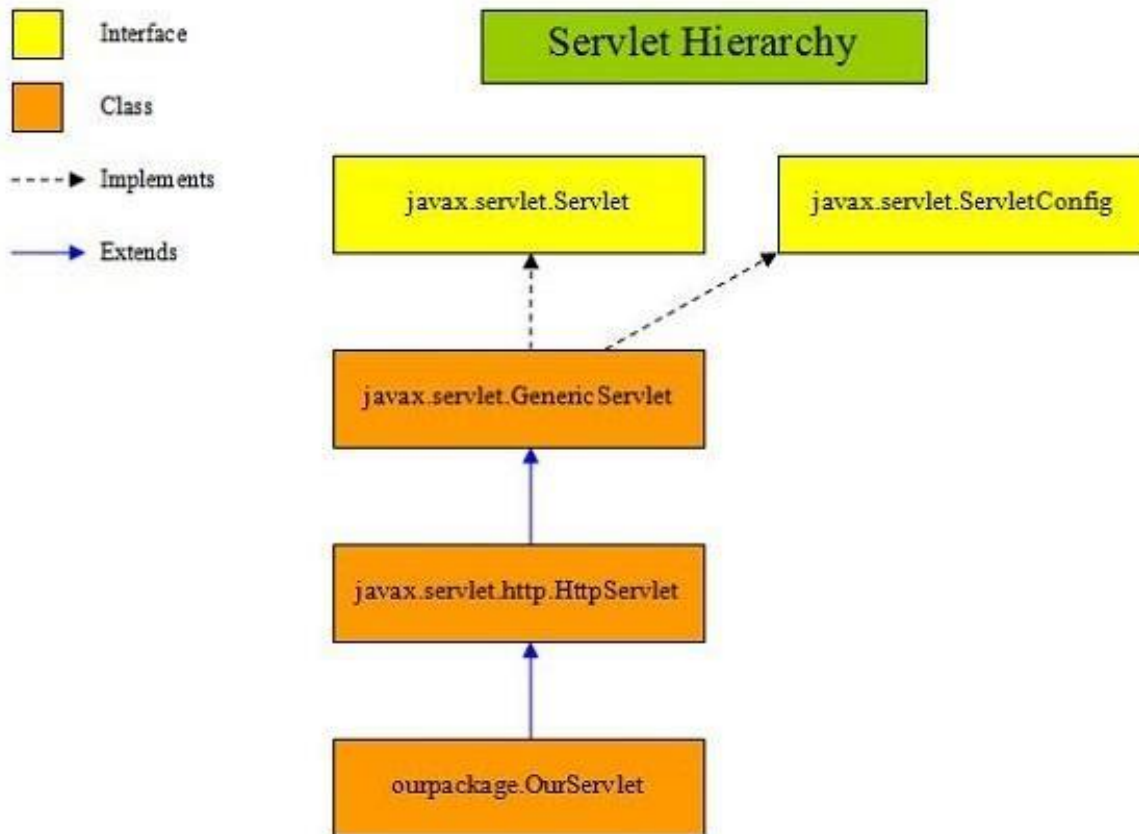 Interface
Servlet Hierarchy
Class
Implements
Extends
javax.servlet.Servlet
javax.servlet.ServletConfig
javax.servlet.GenericServlet
javax.servlet.http.HttpServlet
ourpackage.OurServlet